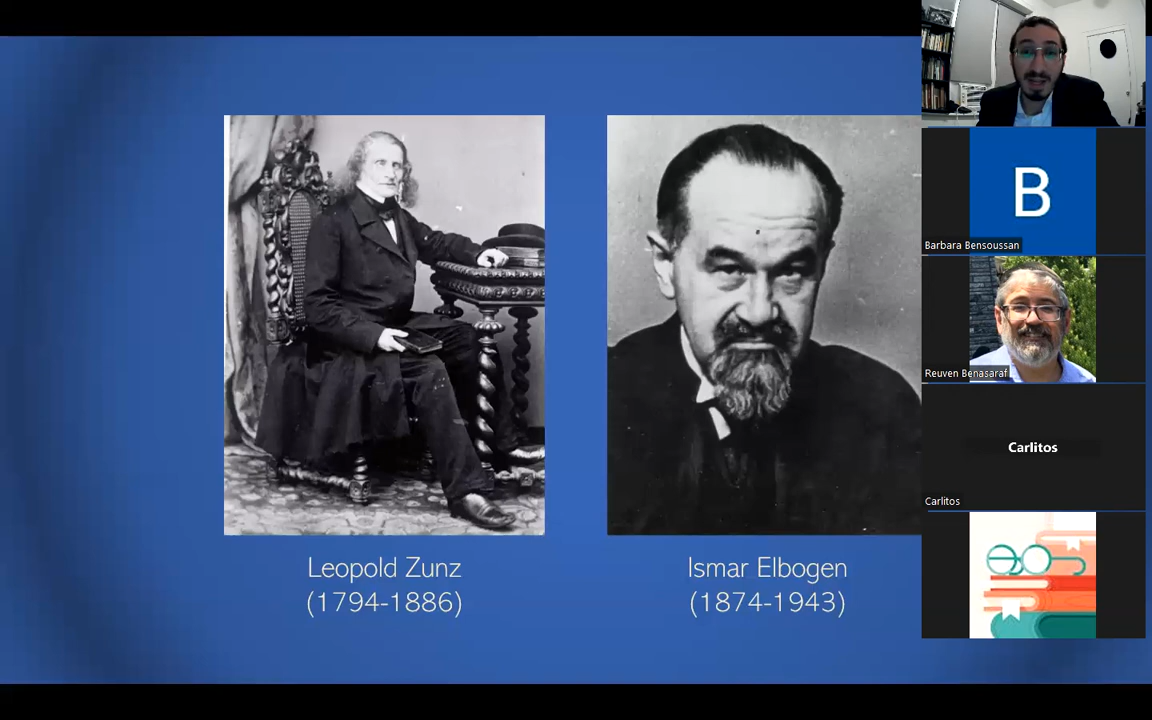 Leopold Zunz
(1794-1886)
Ismar Elbogen
(1874-1943)
B
Barbara Bensoussan
Reuven Benasaraf
Carlitos
Carlitos